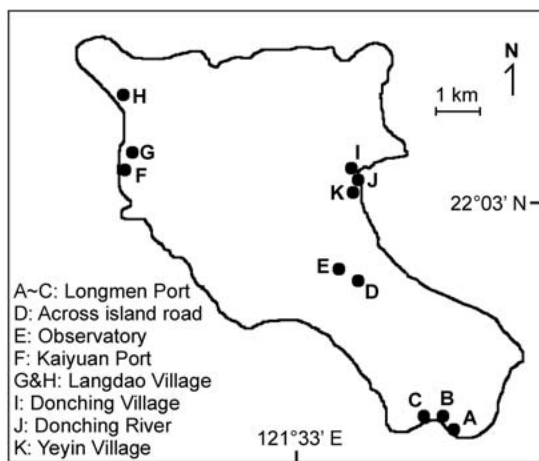 N
H
1 km
G
I
F
J
K
22°03' N
E
D
A~C: Longmen Port
D: Across island road
E: Observatory
F: Kaiyuan Port
G&H: Langdao Village
I: Donching Village
J: Donching River
K: Yeyin Village
C
B
A
121°33' E